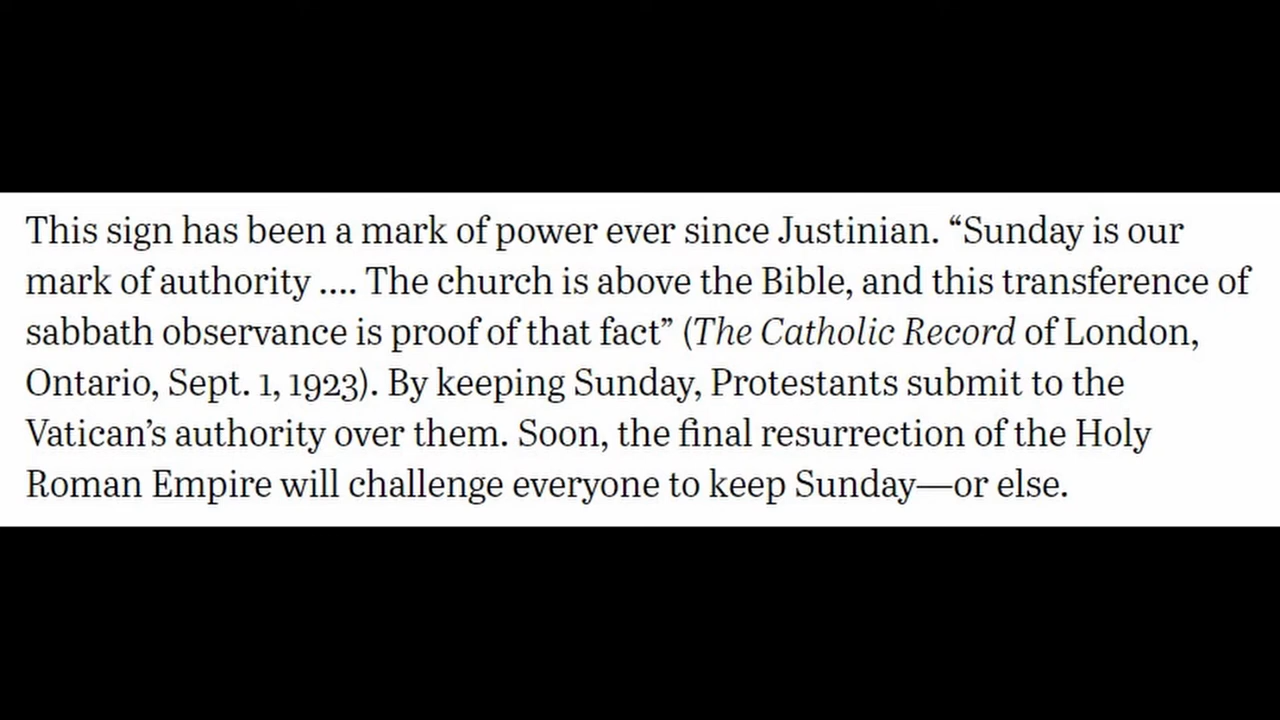 This sign has been a mark of power ever since Justinian. “Sunday is our
mark of authority .... The church is above the Bible, and this transference of
sabbath observance is proof of that fact” (The Catholic Record of London,
Ontario, Sept. 1, 1923). By keeping Sunday, Protestants submit to the
Vatican’s authority over them. Soon, the final resurrection of the Holy
Roman Empire will challenge everyone to keep Sunday—or else.